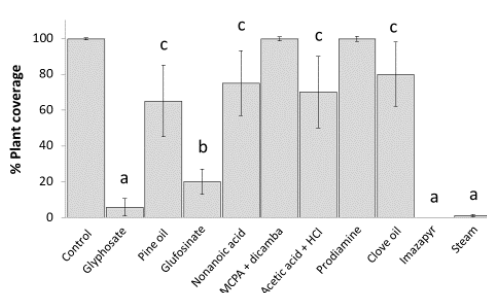 % Plant coverage
100
80
60
40
20
0
a
c
b
c
c
c
a
a
Control
Glyphosate
Pine oil
Glufosinate
Nonanoic acid
MCPA + dicamba
Acetic acid + HCl
Prodiamine
Clove oil
Imazapyr
Steam